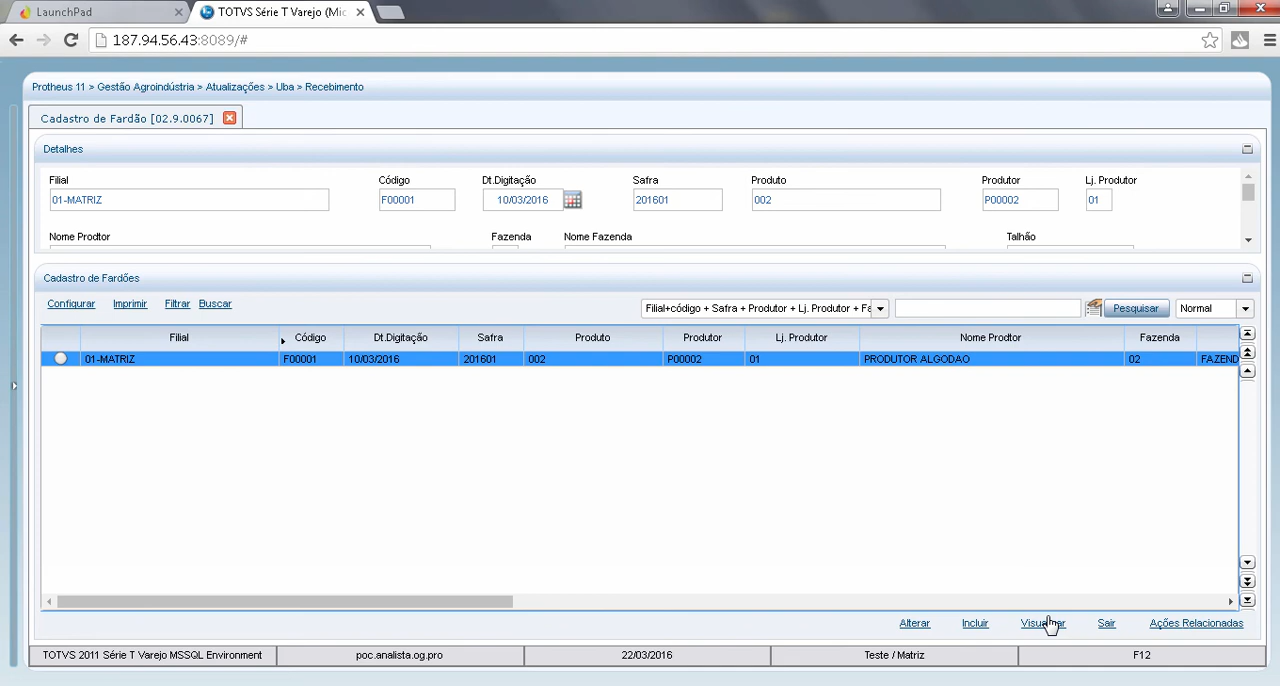 LaunchPad
TOTVS Série T Varejo (Mic
187.94.56.43:8089/#
Protheus 11 > Gestão Agroindústria > Atualizações > Uba > Recebimento
Cadastro de Fardão [02.9.0067]
Detalhes
Filial Código Dt.Digitação Safra Produto Produtor Lj. Produtor
01-MATRIZ F00001 10/03/2016 201601 002 P00002 01
Nome Prodtor Fazenda Nome Fazenda Talhão
Cadastro de Fardões
Configurar Imprimir Filtrar Buscar Filial+código + Safra + Produtor + Lj. Produtor + Fa Pesquisar Normal
Filial Código Dt.Digitação Safra Produto Produtor Lj. Produtor Nome Prodtor Fazenda
01-MATRIZ F00001 10/03/2016 201601 002 P00002 01 PRODUTOR ALGODAO 02 FAZEND
Alterar Incluir Visualizar Sair Ações Relacionadas
TOTVS 2011 Série T Varejo MSSQL Environment poc.analista.og.pro 22/03/2016 Teste / Matriz F12